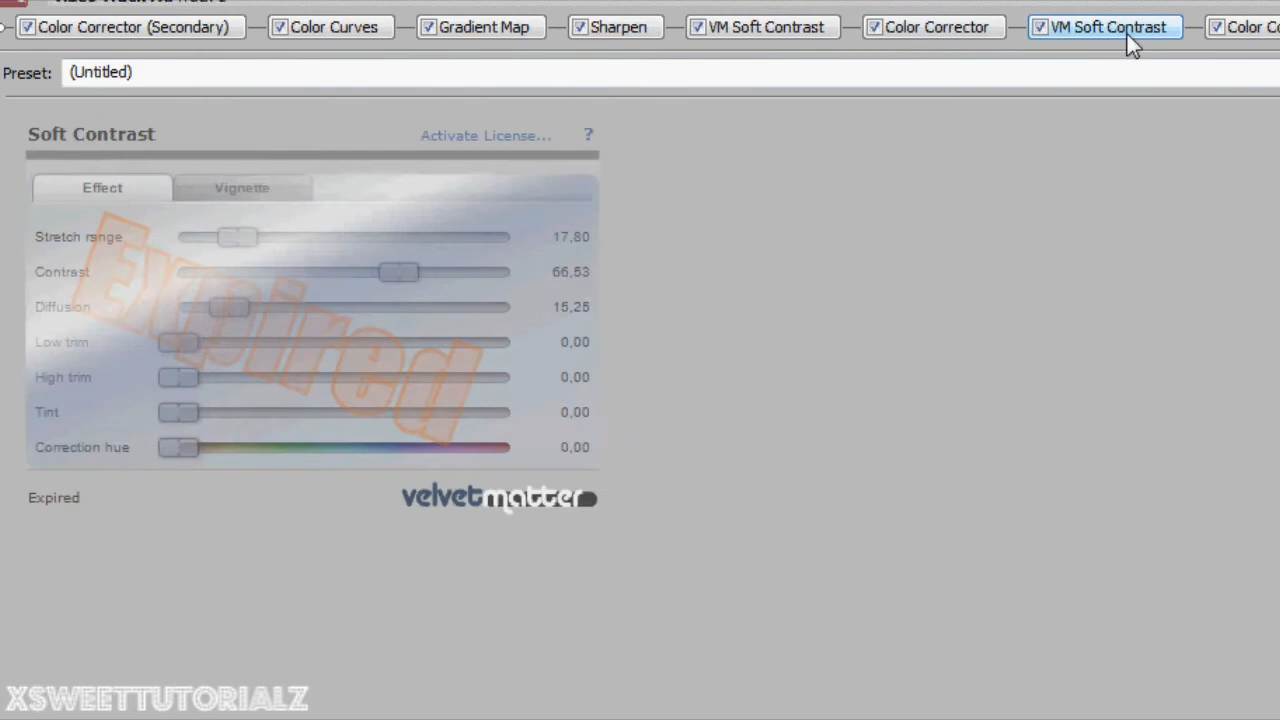 Color Corrector (Secondary) Color Curves Gradient Map Sharpen VM Soft Contrast Color Corrector VM Soft Contrast Color Co
Preset: (Untitled)
Soft Contrast Activate License... ?
Effect Vignette
Stretch range 17,80
Contrast 66,53
Diffusion 15,25
Low trim 0,00
High trim 0,00
Tint 0,00
Correction hue 0,00
Expired
Expired velvetmatter
XSWEETTUTORIALZ